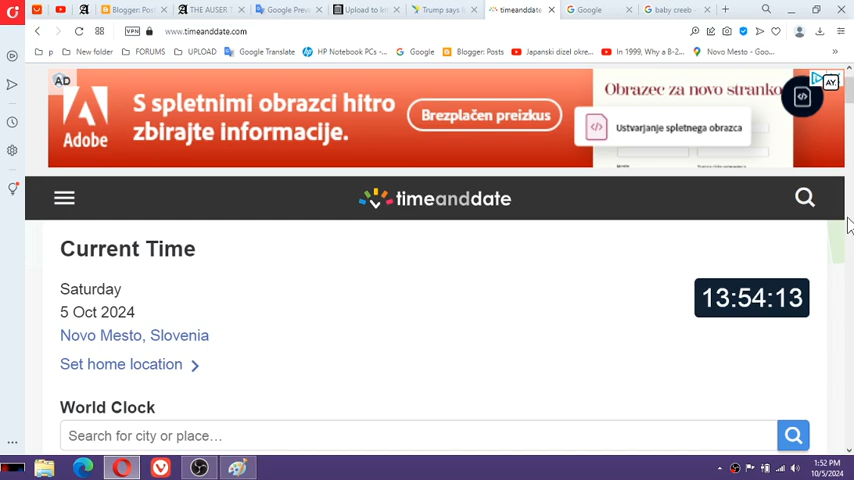 Blogger: Post
THE AUSER T
Google Prev
Upload to In
Trump says I
timeanddate
Google
baby creeb -
VPN
www.timeanddate.com
p
New folder
FORUMS
UPLOAD
Google Translate
HP Notebook PCs -...
Google
Blogger: Posts
Japanski dizel okre...
In 1999, Why a B-2...
Novo Mesto - Goo...
AD
Adobe
S spletnimi obrazci hitro
zbirajte informacije.
Brezplačen preizkus
Obrazec za novo stranko
Ustvarjanje spletnega obrazca
timeanddate
Current Time
Saturday
5 Oct 2024
Novo Mesto, Slovenia
Set home location
13:54:13
World Clock
Search for city or place...
1:52 PM
10/5/2024